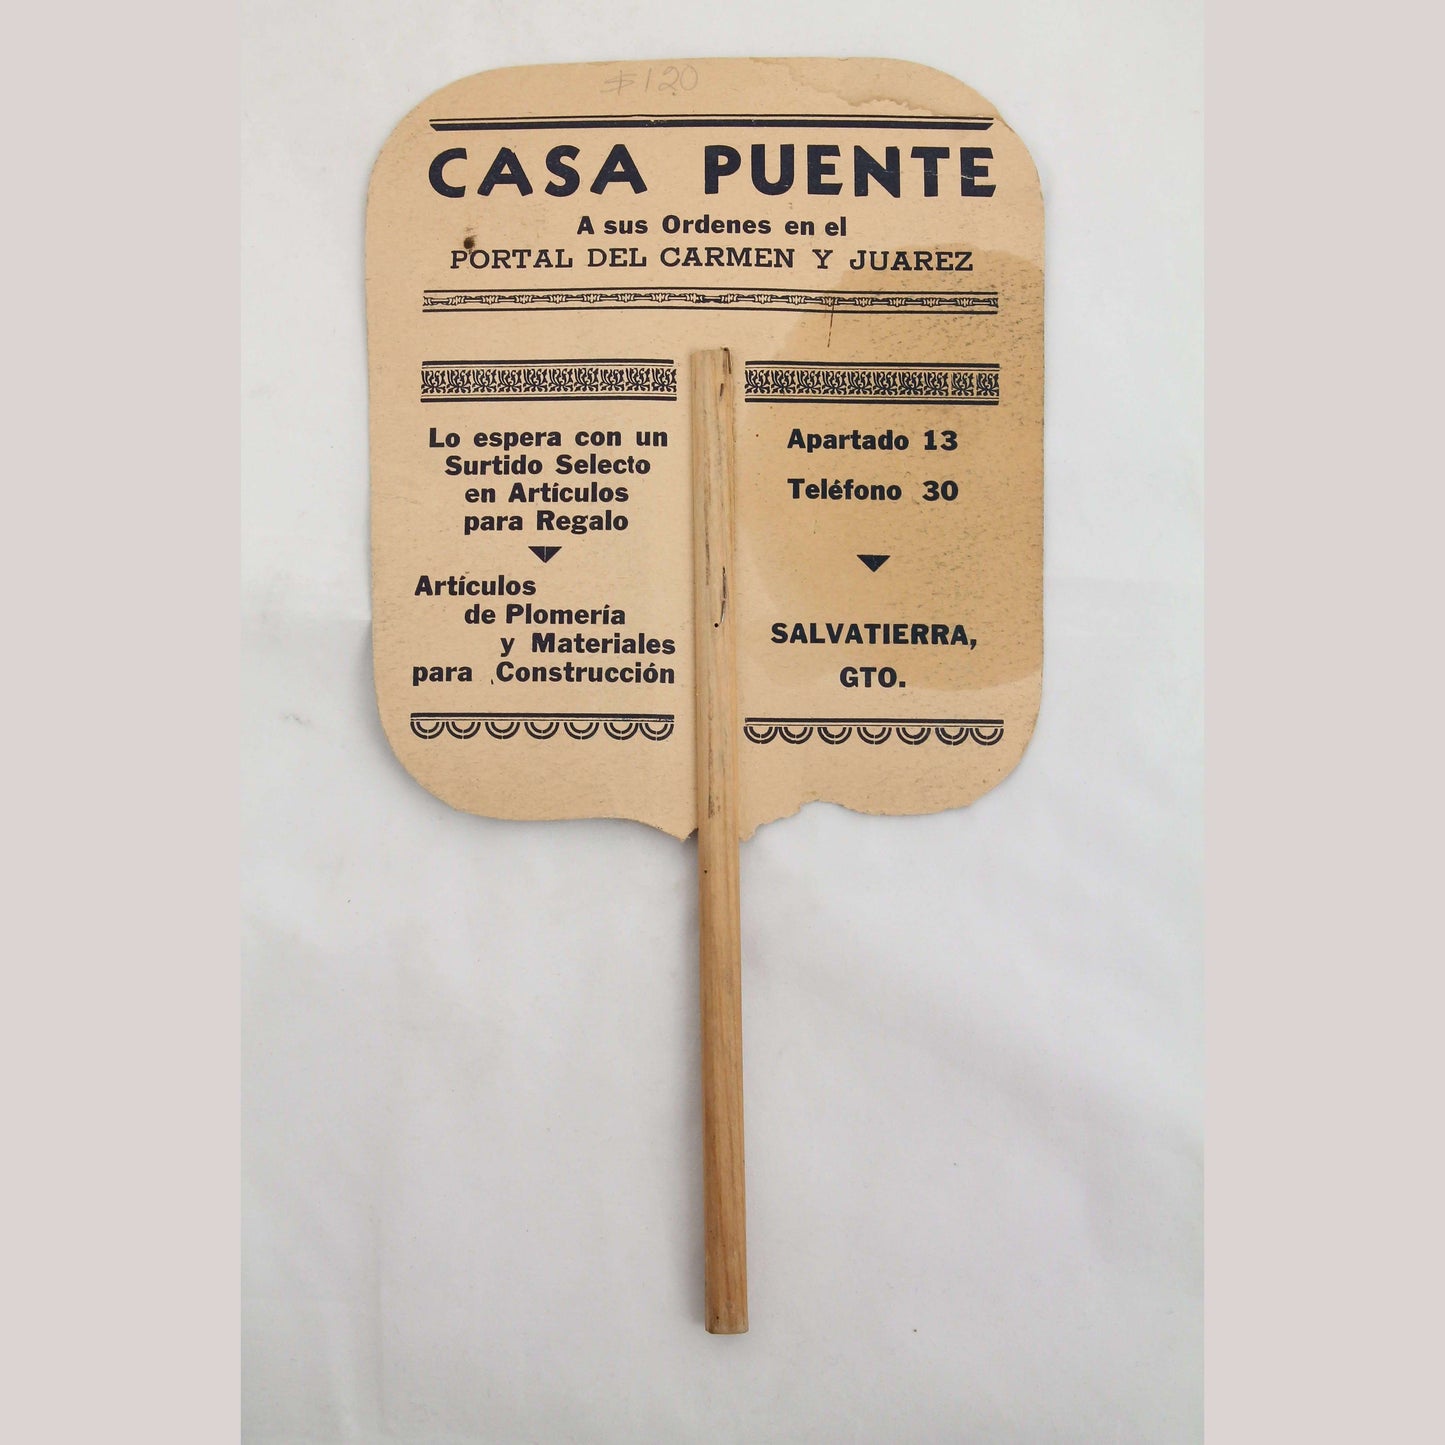 $120
CASA PUENTE
A sus Ordenes en el
PORTAL DEL CARMEN Y JUAREZ
Lo espera con un
Surtido Selecto
en Artículos
para Regalo
Artículos
de Plomería
y Materiales
para Construcción
Apartado 13
Teléfono 30
SALVATIERRA,
GTO.